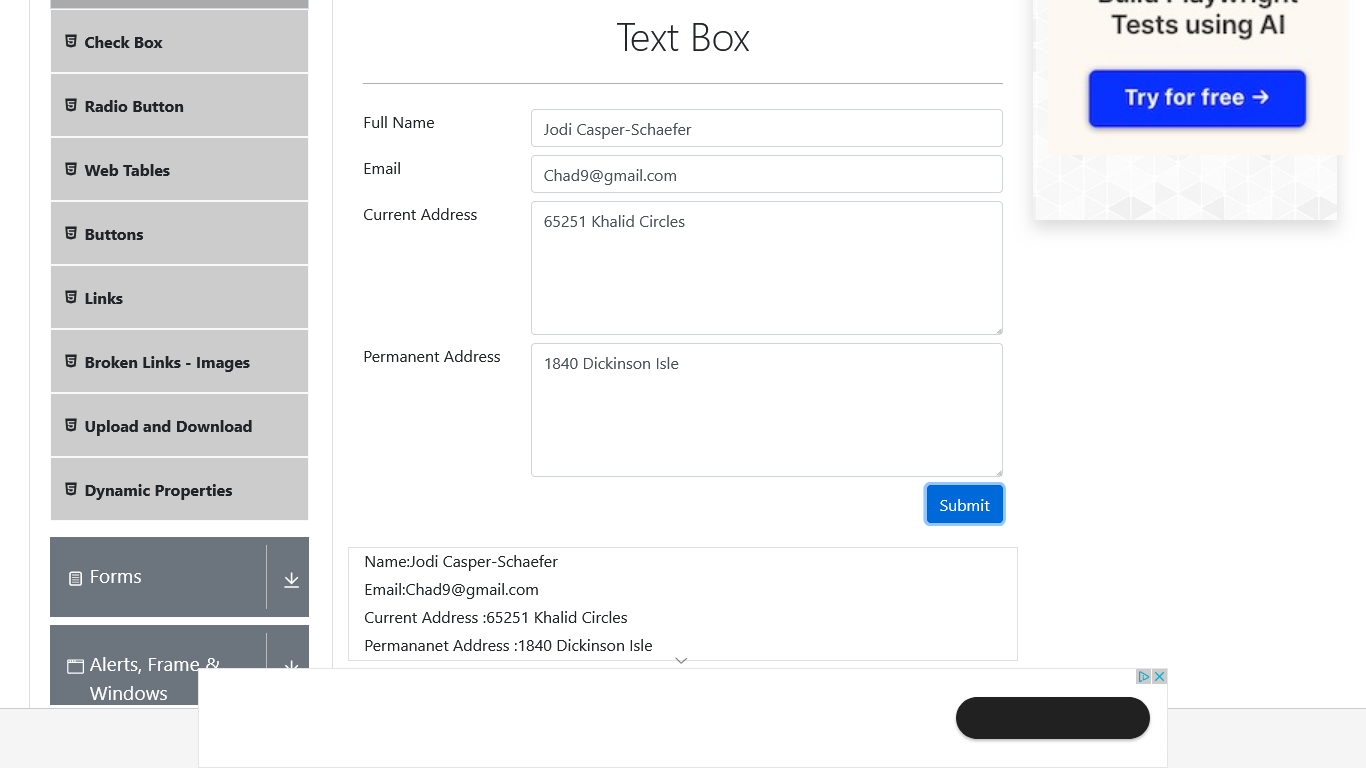 Check Box
Radio Button
Web Tables
Buttons
Links
Broken Links - Images
Upload and Download
Dynamic Properties
Forms
Alerts, Frame &
Windows
Text Box
Full Name
Jodi Casper-Schaefer
Email
Chad9@gmail.com
Current Address
65251 Khalid Circles
Permanent Address
1840 Dickinson Isle
Submit
Name:Jodi Casper-Schaefer
Email:Chad9@gmail.com
Current Address :65251 Khalid Circles
Permananet Address :1840 Dickinson Isle
Build Playwright
Tests using AI
Try for free →